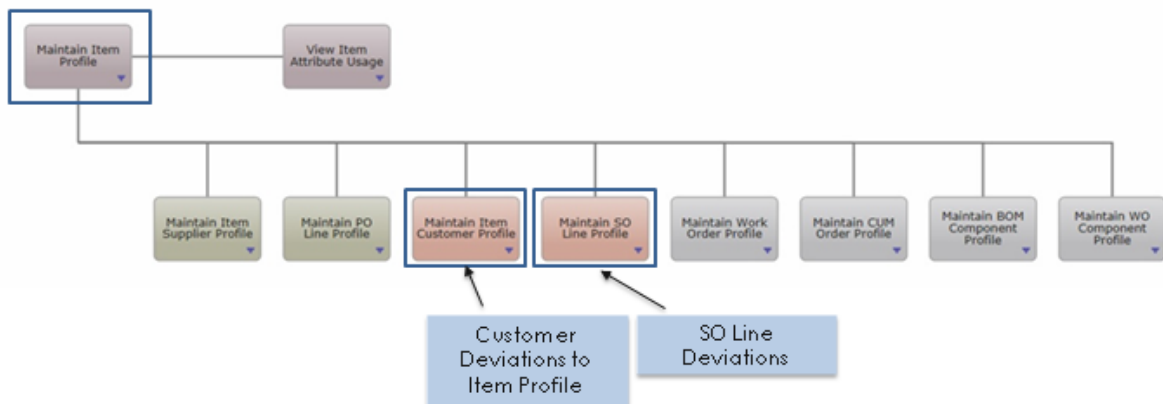 Maintain Item
Profile
View Item
Attribute Usage
Maintain Item
Supplier Profile
Maintain PO
Line Profile
Maintain Item
Customer Profile
Maintain SO
Line Profile
Maintain Work
Order Profile
Maintain CUM
Order Profile
Maintain BOM
Component
Profile
Maintain WO
Component
Profile
Customer
Deviations to
Item Profile
SO Line
Deviations